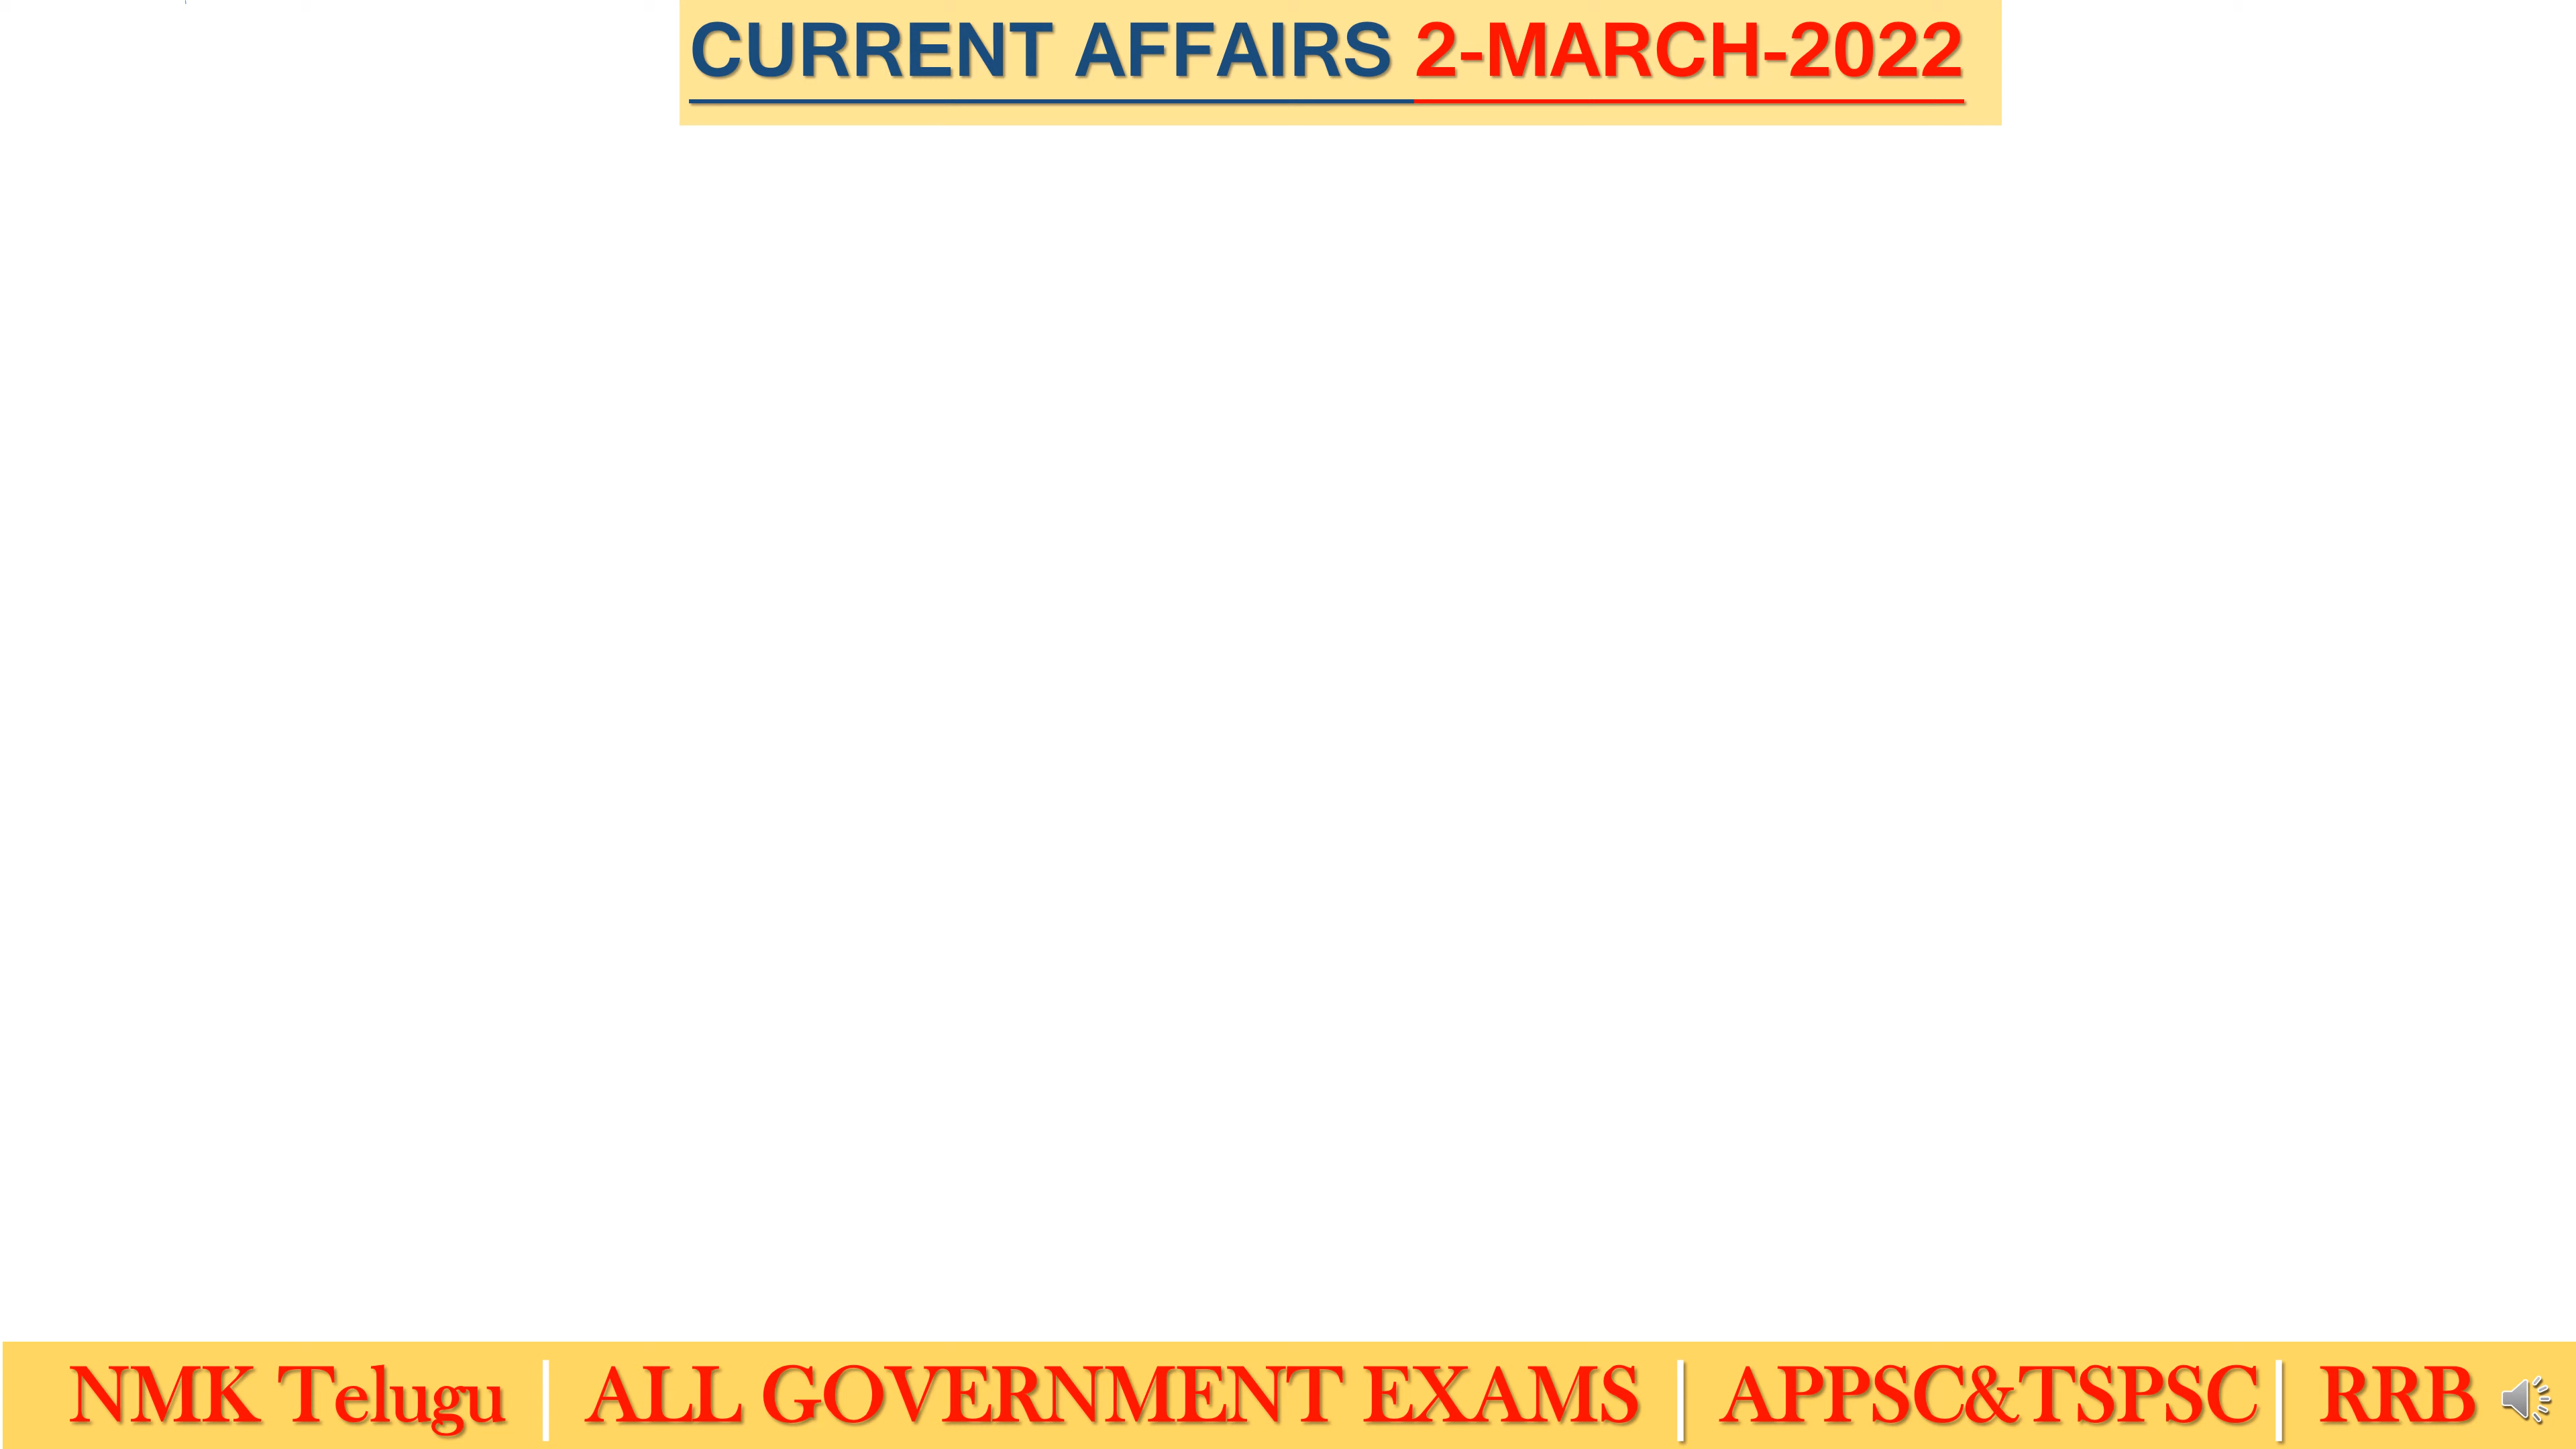 CURRENT AFFAIRS 2-MARCH-2022
NMK Telugu | ALL GOVERNMENT EXAMS | APPSC&TSPSC| RRB